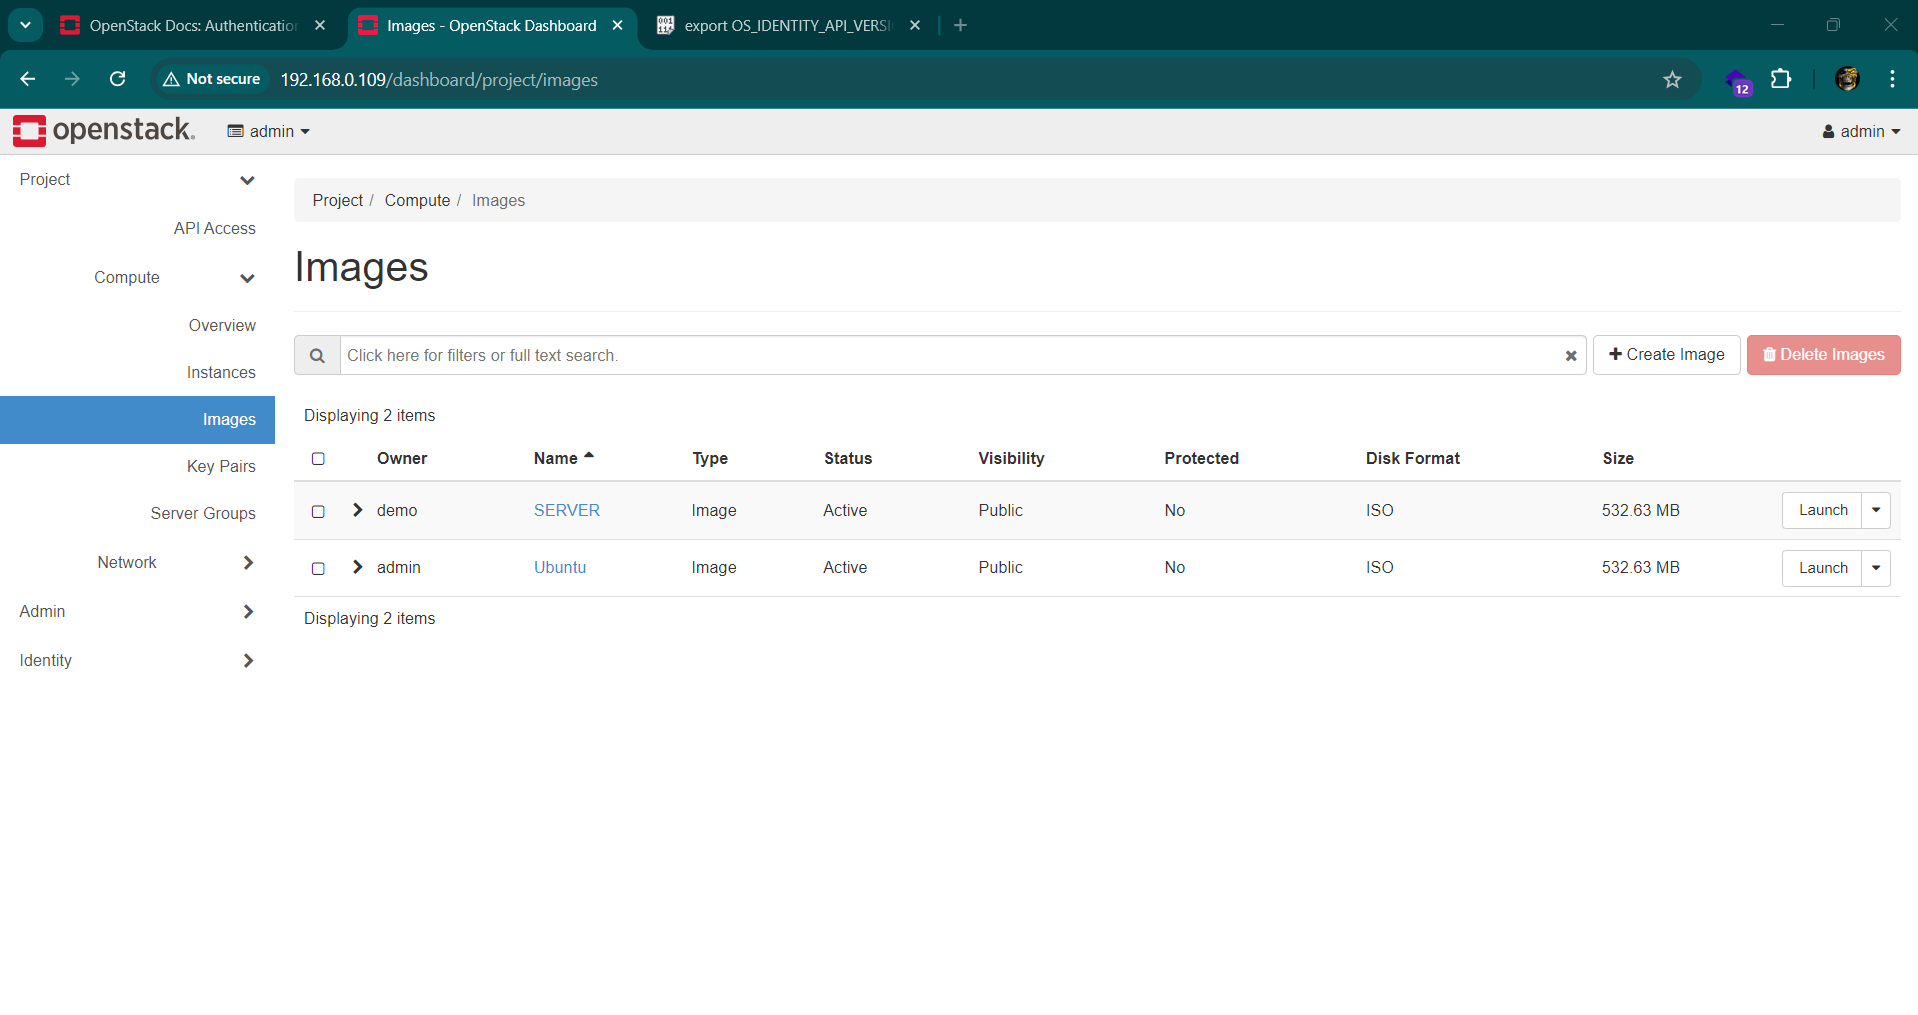 OpenStack Docs: Authentication
Images - OpenStack Dashboard
export OS_IDENTITY_API_VERSI
Not secure
192.168.0.109/dashboard/project/images
12
openstack.
admin
admin
Project
API Access
Compute
Overview
Instances
Images
Key Pairs
Server Groups
Network
Admin
Identity
Project / Compute / Images
Images
Click here for filters or full text search.
Create Image
Delete Images
Displaying 2 items
Owner Name Type Status Visibility Protected Disk Format Size
demo SERVER Image Active Public No ISO 532.63 MB Launch
admin Ubuntu Image Active Public No ISO 532.63 MB Launch
Displaying 2 items